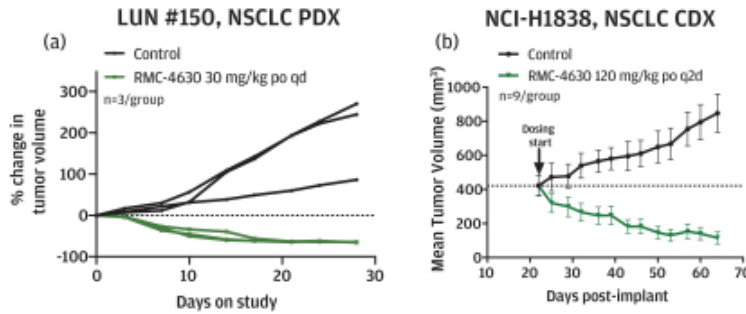 LUN #150, NSCLC PDX
(a)
Control
RMC-4630 30 mg/kg po qd
n=3/group
% change in
tumor volume
300
200
100
0
-100
0 10 20 30
Days on study
NCI-H1838, NSCLC CDX
(b)
Control
RMC-4630 120 mg/kg po q2d
n=9/group
Dosing
start
Mean Tumor Volume (mm³)
1000
800
600
400
200
0
10 20 30 40 50 60 70
Days post-implant